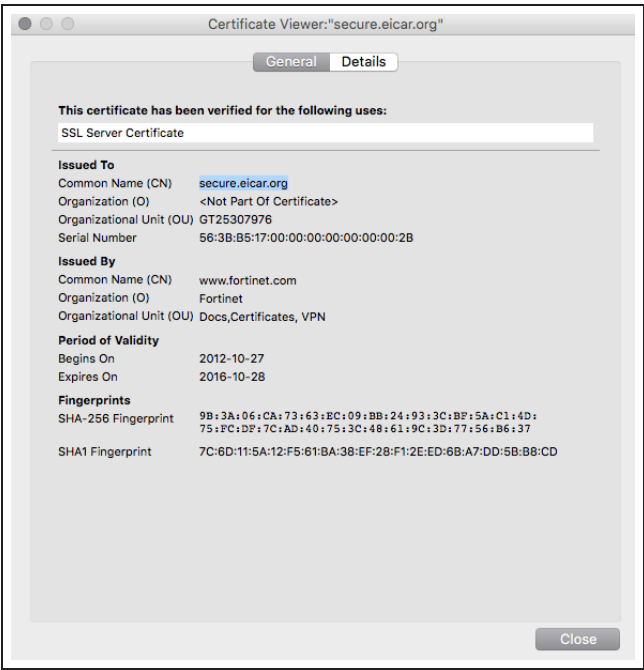 Certificate Viewer:"secure.eicar.org"
General Details
This certificate has been verified for the following uses:
SSL Server Certificate
Issued To
Common Name (CN) secure.eicar.org
Organization (O) <Not Part Of Certificate>
Organizational Unit (OU) GT25307976
Serial Number 56:3B:B5:17:00:00:00:00:00:00:00:2B
Issued By
Common Name (CN) www.fortinet.com
Organization (O) Fortinet
Organizational Unit (OU) Docs,Certificates, VPN
Period of Validity
Begins On 2012-10-27
Expires On 2016-10-28
Fingerprints
SHA-256 Fingerprint 9B:3A:06:CA:73:63:EC:09:BB:24:93:3C:BF:5A:C1:4D:
75:FC:DF:7C:AD:40:75:3C:48:61:9C:3D:77:56:B6:37
SHA1 Fingerprint 7C:6D:11:5A:12:F5:61:BA:38:EF:28:F1:2E:ED:6B:A7:DD:5B:B8:CD
Close